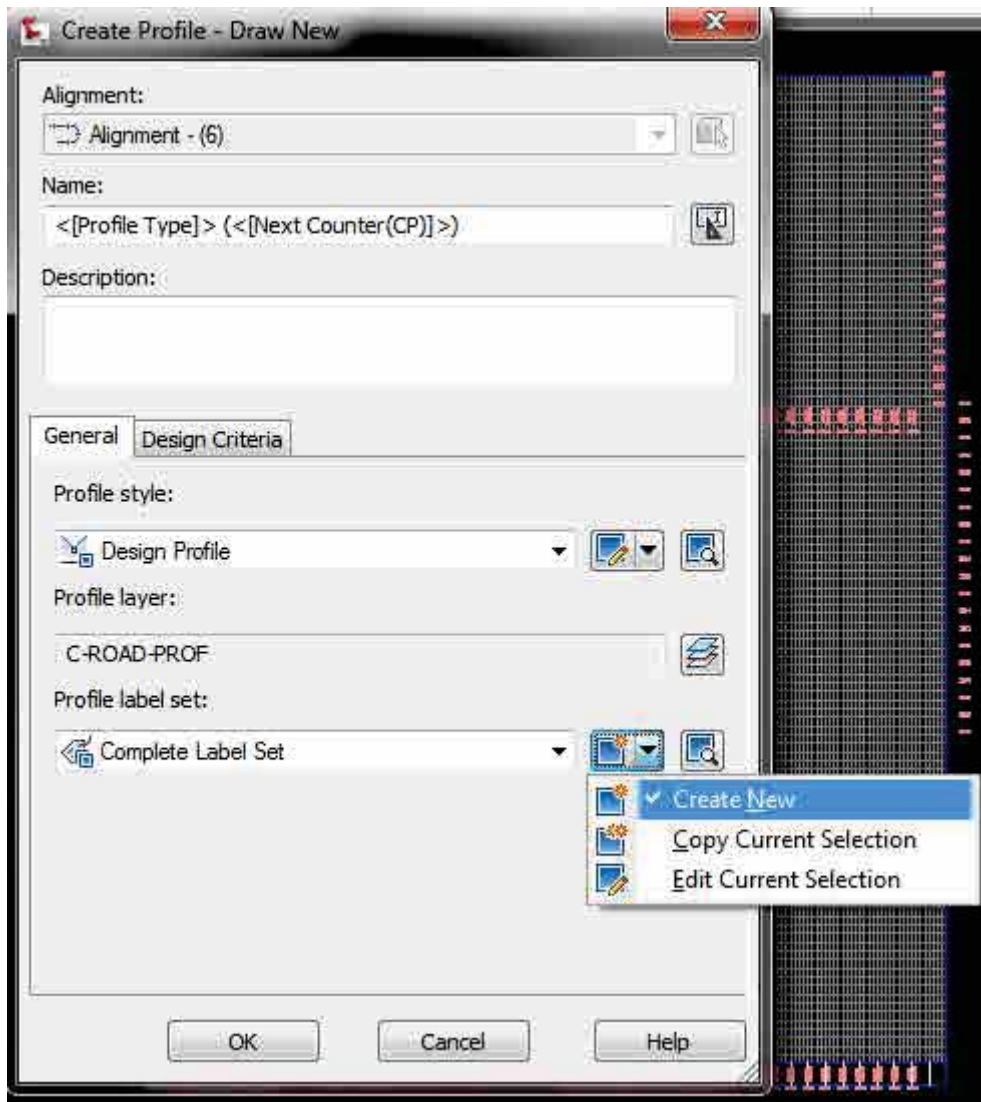 Create Profile - Draw New
Alignment:
Alignment - (6)
Name:
<[Profile Type]> (<[Next Counter(CP)]>)
Description:
General Design Criteria
Profile style:
Design Profile
Profile layer:
C-ROAD-PROF
Profile label set:
Complete Label Set
Create New
Copy Current Selection
Edit Current Selection
OK Cancel Help